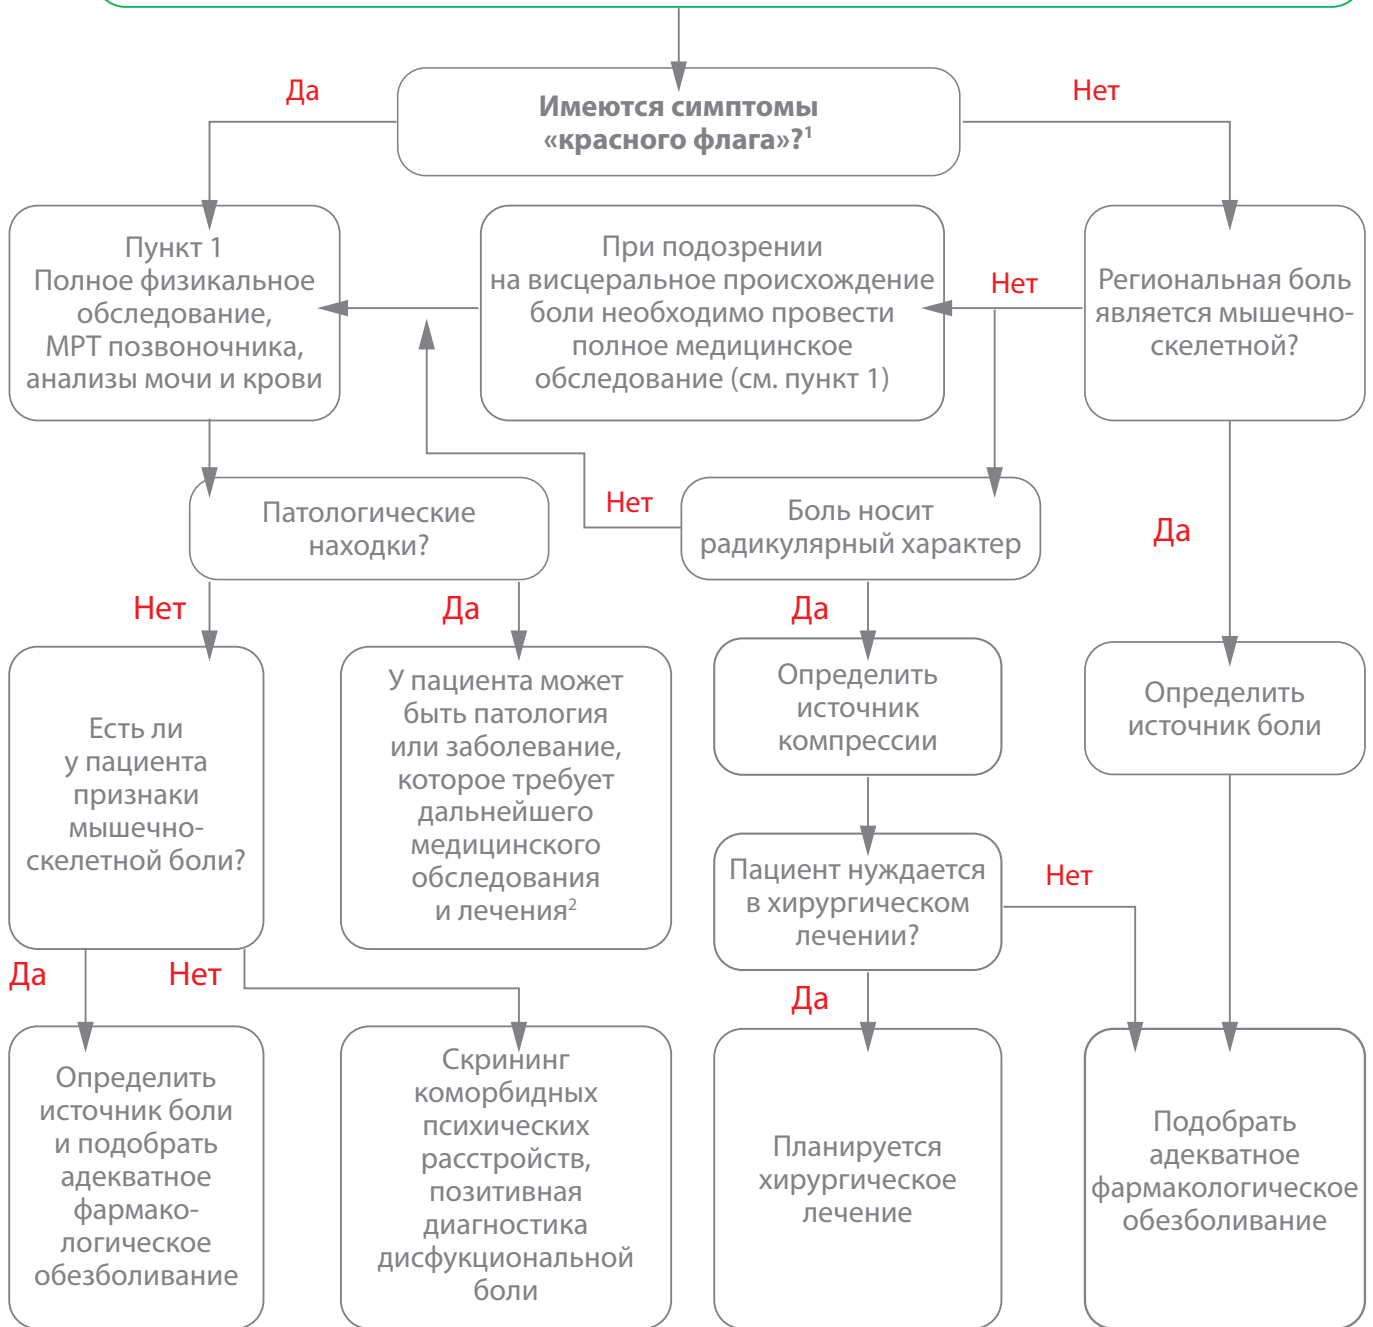 Да
Нет
Имеются симптомы
«красного флага»?¹
Пункт 1
Полное физикальное
обследование,
МРТ позвоночника,
анализы мочи и крови
При подозрении
на висцеральное происхождение
боли необходимо провести
полное медицинское
обследование (см. пункт 1)
Нет
Региональная боль
является мышечно-
скелетной?
Патологические
находки?
Нет
Боль носит
радикулярный характер
Да
Нет
Да
Да
Есть ли
у пациента
признаки
мышечно-
скелетной боли?
У пациента может
быть патология
или заболевание,
которое требует
дальнейшего
медицинского
обследования
и лечения²
Определить
источник
компрессии
Определить
источник боли
Пациент нуждается
в хирургическом
лечении?
Нет
Да
Нет
Да
Определить
источник боли
и подобрать
адекватное
фармако-
логическое
обезболивание
Скрининг
коморбидных
психических
расстройств,
позитивная
диагностика
дисфукциональной
боли
Планируется
хирургическое
лечение
Подобрать
адекватное
фармакологическое
обезболивание